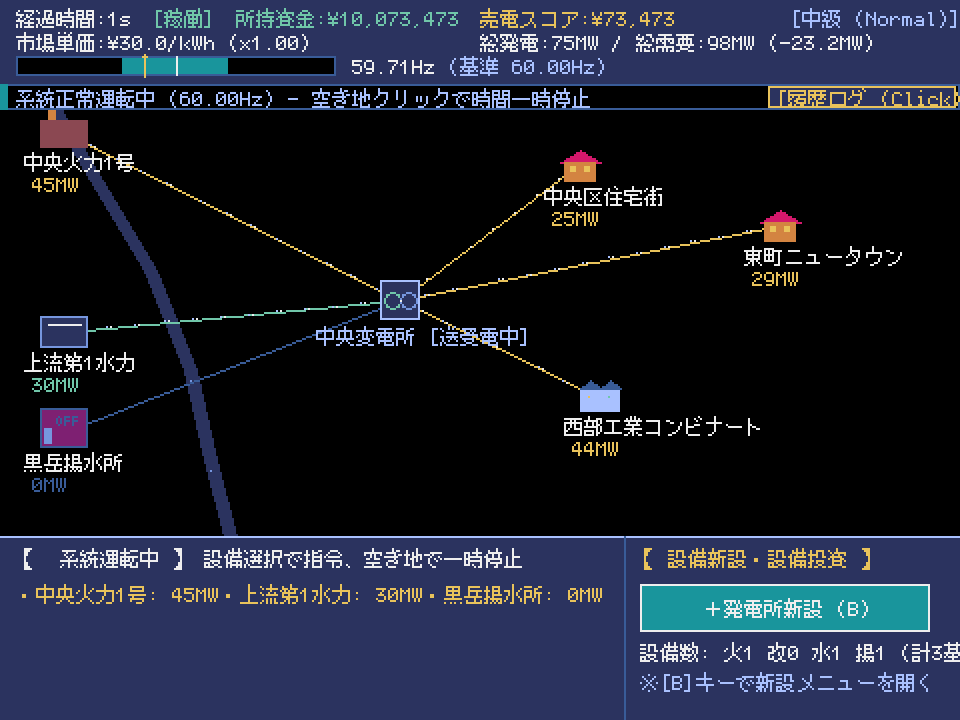 経過時間:1s [稼働] 所持資金:¥10,073,473 売電スコア:¥73,473 [中級 (Normal)]
市場単価:¥30.0/kWh (x1.00) 総発電:75MW / 総需要:98MW (-23.2MW)
59.71Hz (基準 60.00Hz)
系統正常運転中 (60.00Hz) - 空き地クリックで時間一時停止 [履歴ログ (Click)
中央火力1号
45MW
中央区住宅街
25MW
東町ニュータウン
29MW
中央変電所 [送受電中]
上流第1水力
30MW
西部工業コンビナート
44MW
OFF
黒岳揚水所
0MW
【 系統運転中 】 設備選択で指令、空き地で一時停止
・中央火力1号: 45MW・上流第1水力: 30MW・黒岳揚水所: 0MW
【 設備新設・設備投資 】
＋発電所新設 (B)
設備数: 火1 改0 水1 揚1 (計3基
※[B]キーで新設メニューを開く